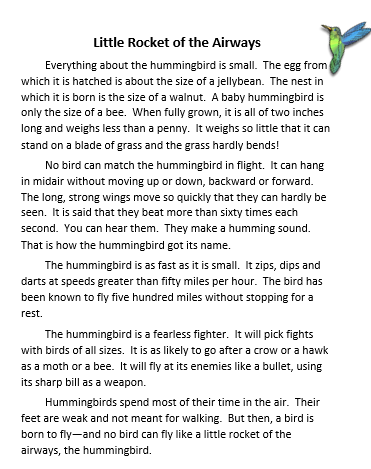 Little Rocket of the Airways
Everything about the hummingbird is small. The egg from
which it is hatched is about the size of a jellybean. The nest in
which it is born is the size of a walnut. A baby hummingbird is
only the size of a bee. When fully grown, it is all of two inches
long and weighs less than a penny. It weighs so little that it can
stand on a blade of grass and the grass hardly bends!
No bird can match the hummingbird in flight. It can hang
in midair without moving up or down, backward or forward.
The long, strong wings move so quickly that they can hardly be
seen. It is said that they beat more than sixty times each
second. You can hear them. They make a humming sound.
That is how the hummingbird got its name.
The hummingbird is as fast as it is small. It zips, dips and
darts at speeds greater than fifty miles per hour. The bird has
been known to fly five hundred miles without stopping for a
rest.
The hummingbird is a fearless fighter. It will pick fights
with birds of all sizes. It is as likely to go after a crow or a hawk
as a moth or a bee. It will fly at its enemies like a bullet, using
its sharp bill as a weapon.
Hummingbirds spend most of their time in the air. Their
feet are weak and not meant for walking. But then, a bird is
born to fly—and no bird can fly like a little rocket of the
airways, the hummingbird.